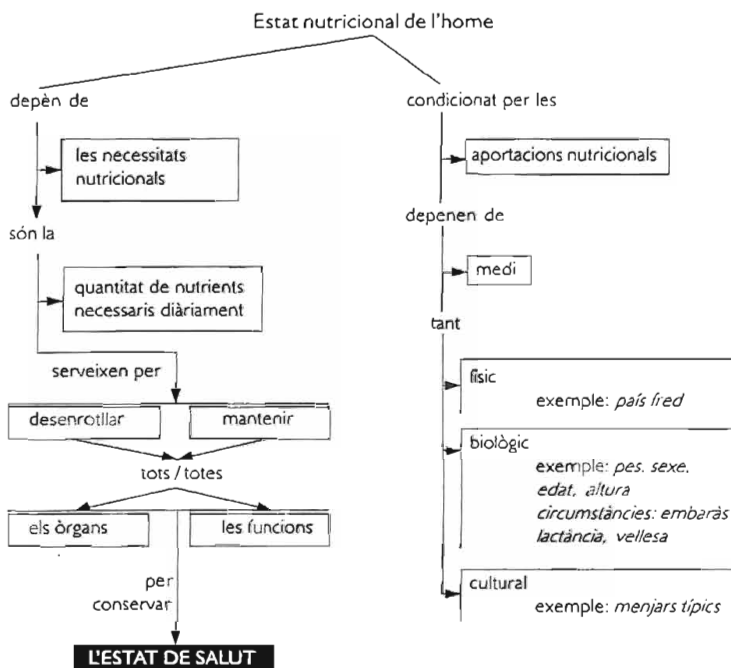 Estat nutricional de l'home
depèn de
les necessitats
nutricionals
són la
quantitat de nutrients
necessaris diàriament
serveixen per
desenrotllar
mantenir
tots / totes
els òrgans
les funcions
per
conservar
L'ESTAT DE SALUT
condicionat per les
aportacions nutricionals
depenen de
medi
tant
físic
exemple: país fred
biològic
exemple: pes. sexe.
edat, altura
circumstàncies: embaràs
lactància, vellesa
cultural
exemple: menjars típics